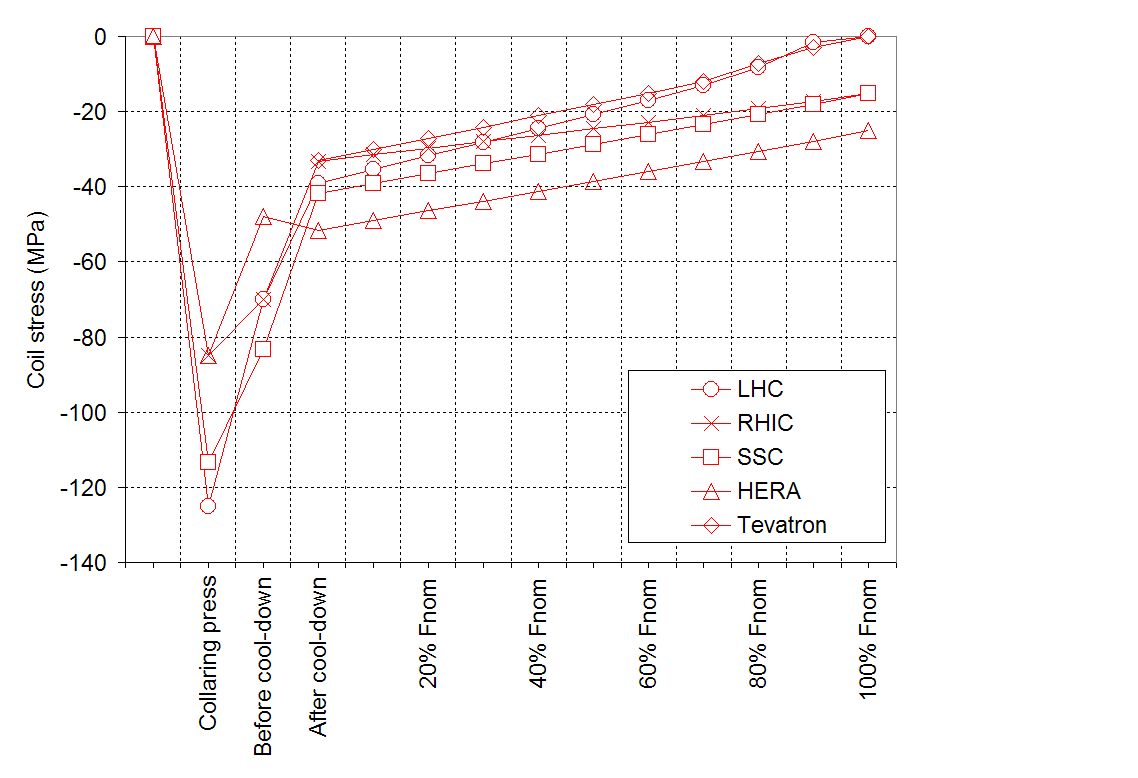 0
-20
-40
-60
-80
-100
-120
-140
Coil stress (MPa)
LHC
RHIC
SSC
HERA
Tevatron
Collaring press
Before cool-down
After cool-down
20% Fnom
40% Fnom
60% Fnom
80% Fnom
100% Fnom